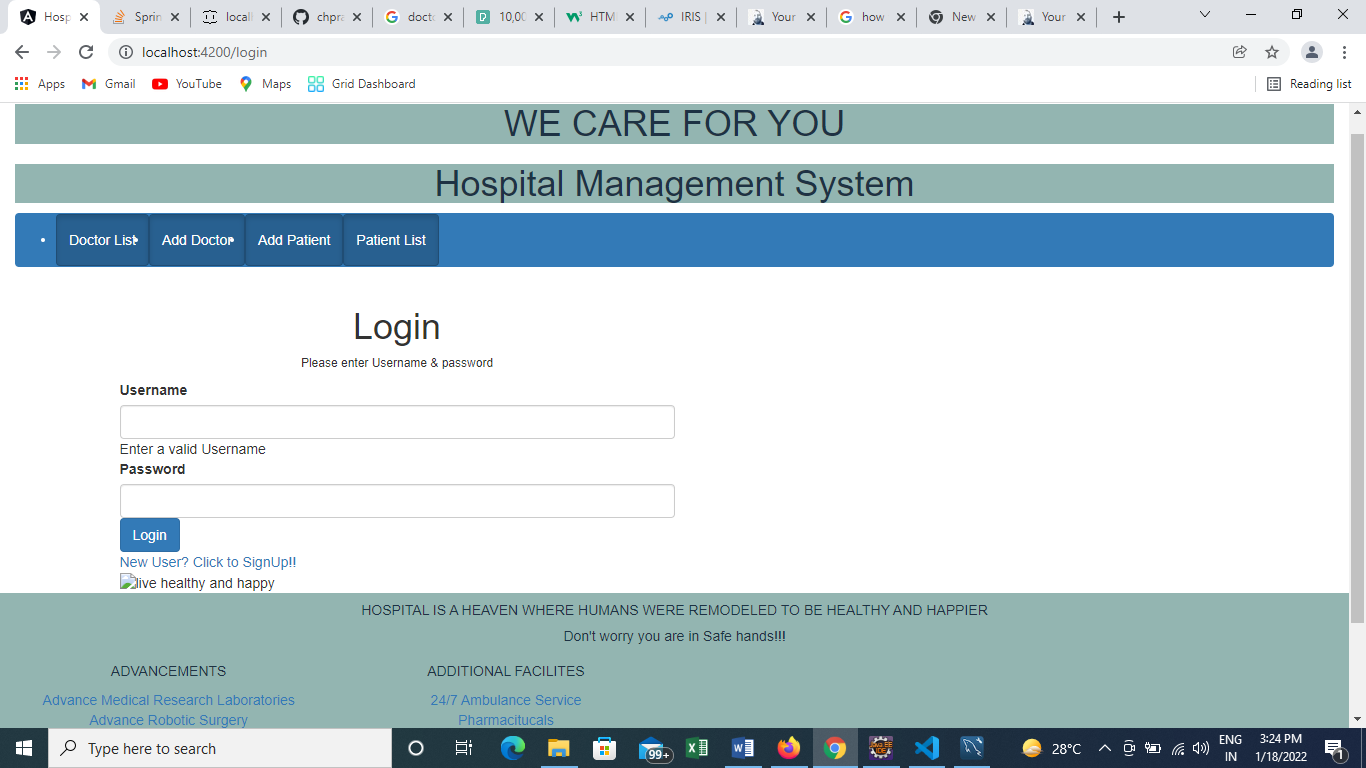 Hosp
Sprin
locall
chpra
docto
10,00
HTM
IRIS |
Your
how
New
Your
localhost:4200/login
Apps
Gmail
YouTube
Maps
Grid Dashboard
Reading list
WE CARE FOR YOU
Hospital Management System
Doctor List
Add Doctor
Add Patient
Patient List
Login
Please enter Username & password
Username
Enter a valid Username
Password
Login
New User? Click to SignUp!!
live healthy and happy
HOSPITAL IS A HEAVEN WHERE HUMANS WERE REMODELED TO BE HEALTHY AND HAPPIER
Don't worry you are in Safe hands!!!
ADVANCEMENTS
ADDITIONAL FACILITES
Advance Medical Research Laboratories
24/7 Ambulance Service
Advance Robotic Surgery
Pharmacitucals
Type here to search
99+
28°C
ENG
IN
3:24 PM
1/18/2022
1